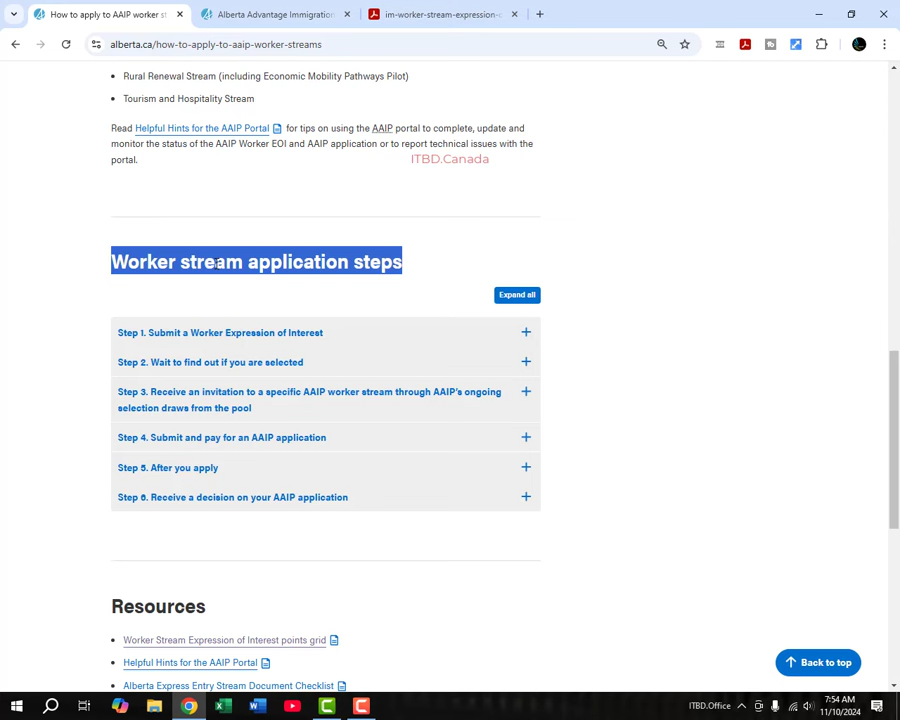 How to apply to AAIP worker st
Alberta Advantage Immigration
im-worker-stream-expression-
alberta.ca/how-to-apply-to-aaip-worker-streams
Rural Renewal Stream (including Economic Mobility Pathways Pilot)
Tourism and Hospitality Stream
Read Helpful Hints for the AAIP Portal for tips on using the AAIP portal to complete, update and
monitor the status of the AAIP Worker EOI and AAIP application or to report technical issues with the
portal.
ITBD.Canada
Worker stream application steps
Expand all
Step 1. Submit a Worker Expression of Interest
Step 2. Wait to find out if you are selected
Step 3. Receive an invitation to a specific AAIP worker stream through AAIP's ongoing
selection draws from the pool
Step 4. Submit and pay for an AAIP application
Step 5. After you apply
Step 6. Receive a decision on your AAIP application
Resources
Worker Stream Expression of Interest points grid
Helpful Hints for the AAIP Portal
Back to top
Alberta Express Entry Stream Document Checklist
ITBD.Office
7:54 AM
11/10/2024